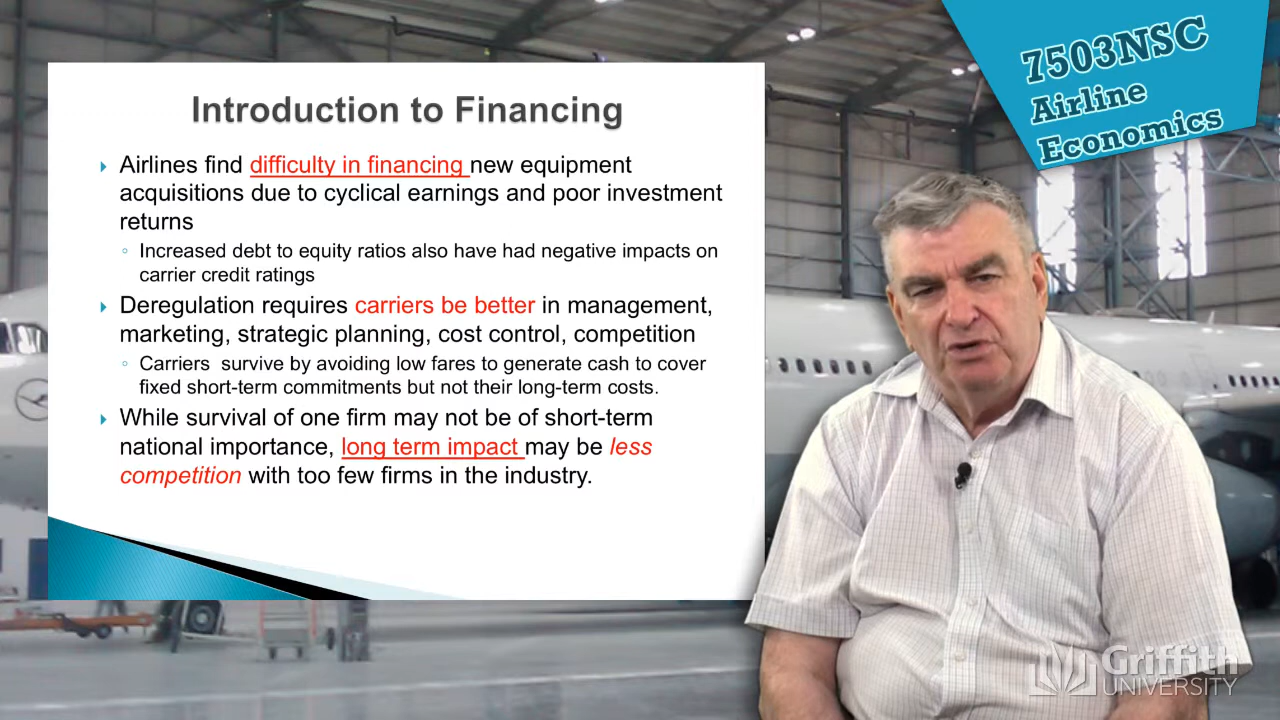 Introduction to Financing
Airlines find difficulty in financing new equipment
acquisitions due to cyclical earnings and poor investment
returns
Increased debt to equity ratios also have had negative impacts on
carrier credit ratings
Deregulation requires carriers be better in management,
marketing, strategic planning, cost control, competition
Carriers survive by avoiding low fares to generate cash to cover
fixed short-term commitments but not their long-term costs.
While survival of one firm may not be of short-term
national importance, long term impact may be less
competition with too few firms in the industry.
7503NSC
Airline
Economics
Griffith
UNIVERSITY